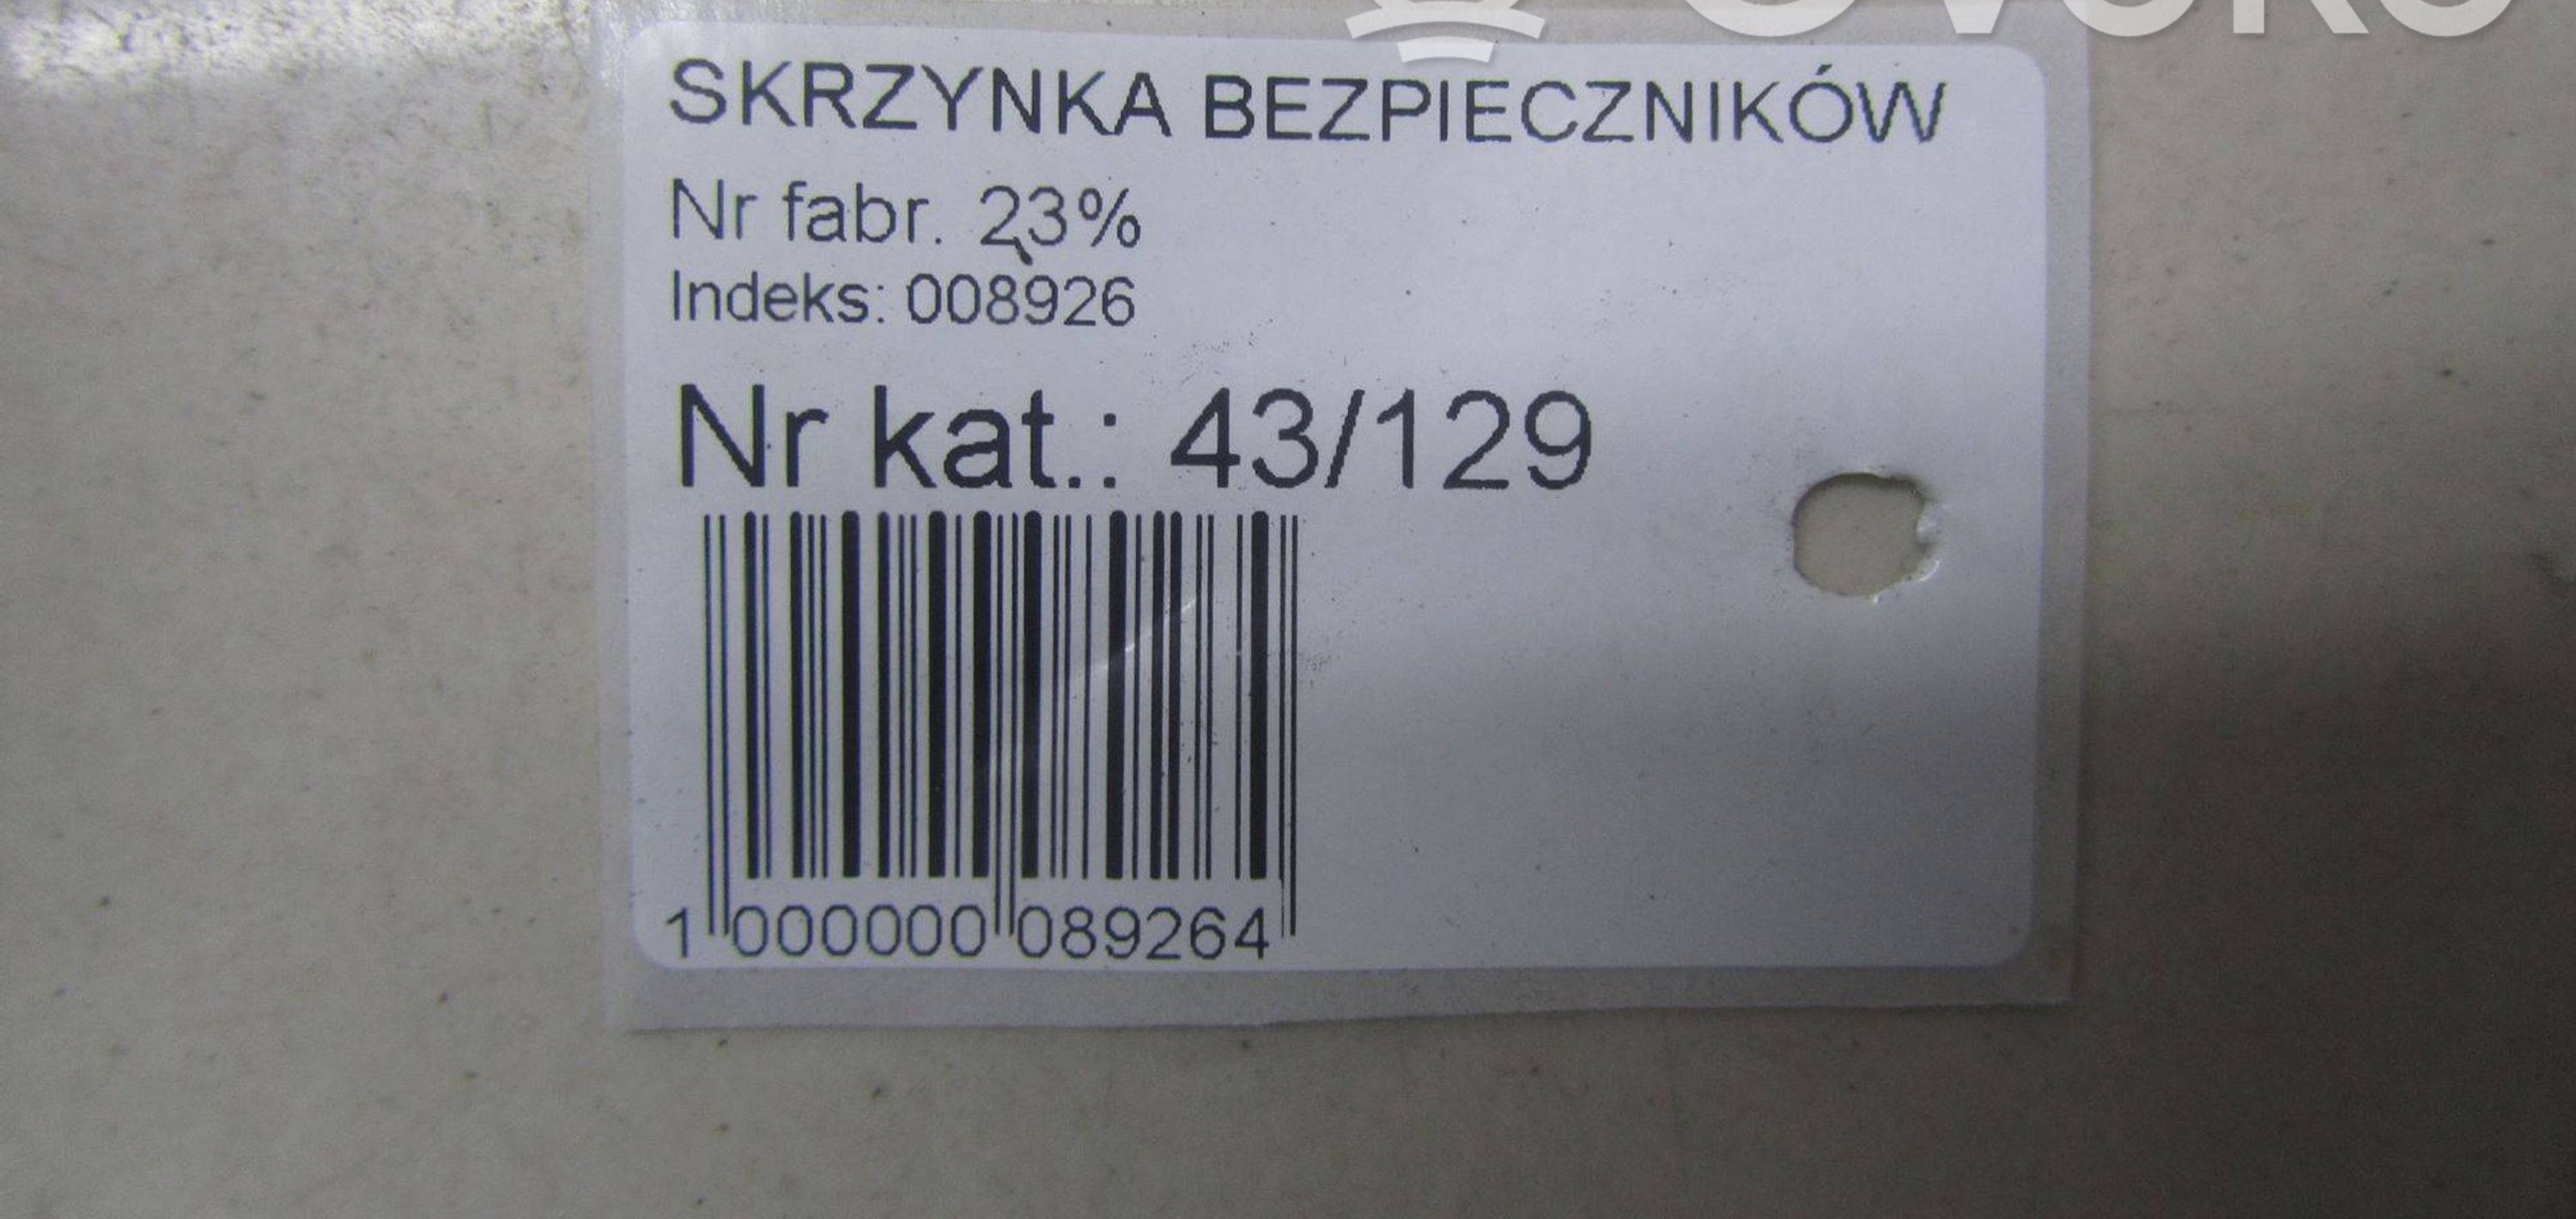 SKRZYNKA BEZPIECZNIKÓW
Nr fabr. 23%
Indeks: 008926
Nr kat.: 43/129
1 000000 089264